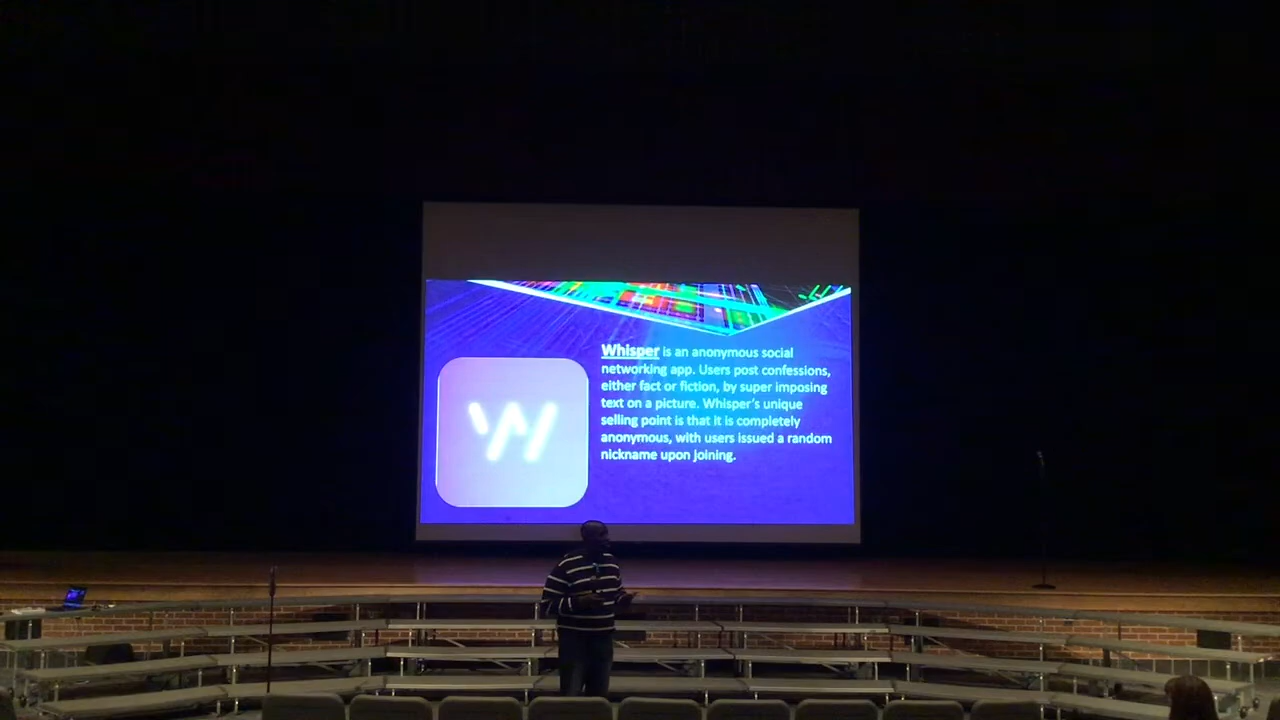 Whisper is an anonymous social
networking app. Users post confessions,
either fact or fiction, by super imposing
text on a picture. Whisper's unique
selling point is that it is completely
anonymous, with users issued a random
nickname upon joining.
W